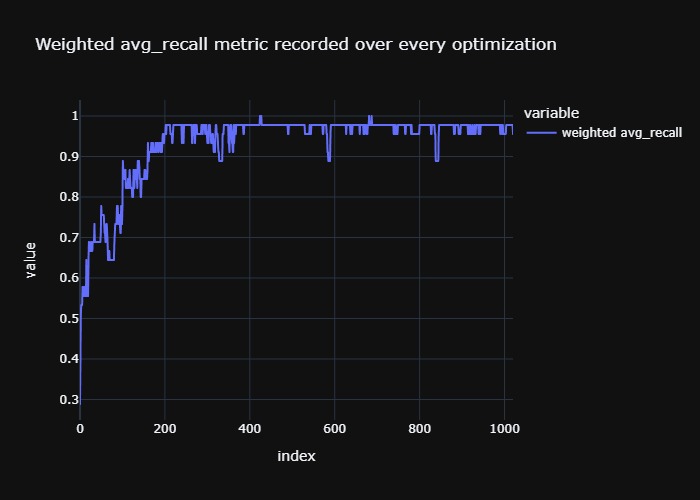 Weighted avg_recall metric recorded over every optimization
variable
weighted avg_recall
value
1
0.9
0.8
0.7
0.6
0.5
0.4
0.3
0 200 400 600 800 1000
index